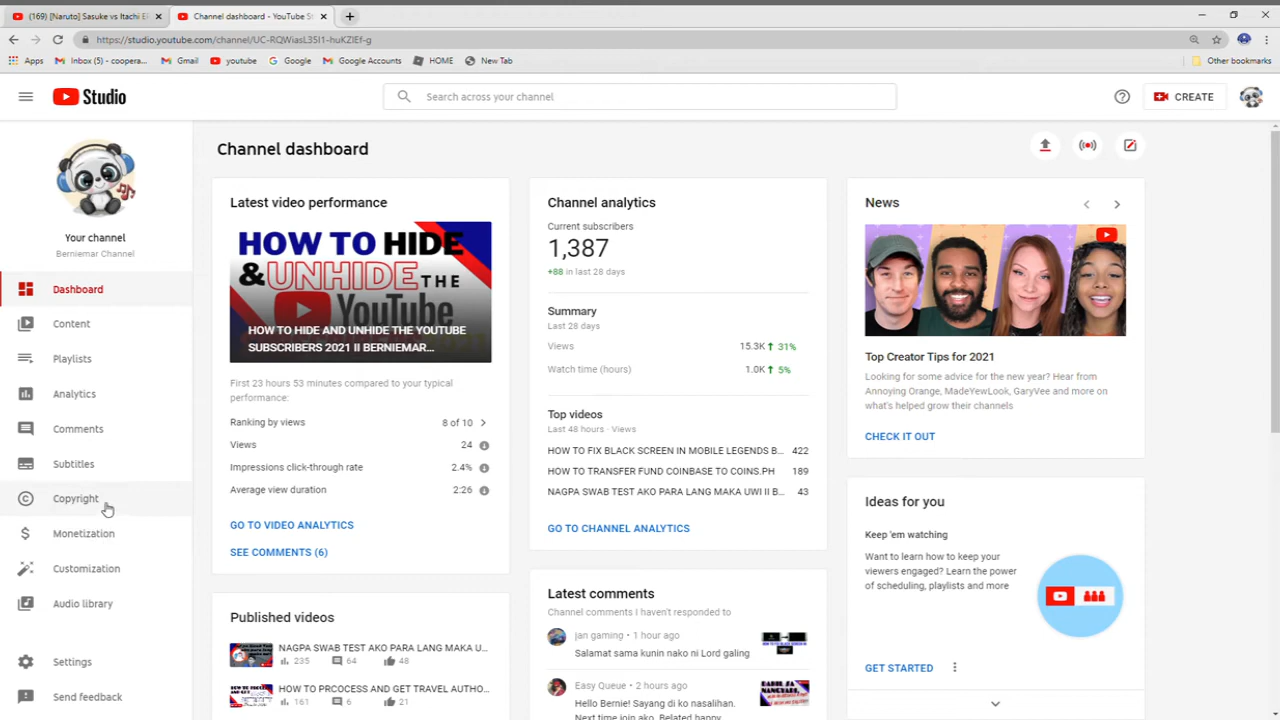 (169) [Naruto] Sasuke vs Itachi E
Channel dashboard - YouTube St
https://studio.youtube.com/channel/UC-RQWiasL35I1-huKZlEf-g
Apps
Inbox (5) - coopera...
Gmail
youtube
Google
Google Accounts
HOME
New Tab
Other bookmarks
Studio
Search across your channel
CREATE
Your channel
Berniemar Channel
Dashboard
Content
Playlists
Analytics
Comments
Subtitles
Copyright
Monetization
Customization
Audio library
Settings
Send feedback
Channel dashboard
Latest video performance
HOW TO HIDE
& UNHIDE THE
YouTube
HOW TO HIDE AND UNHIDE THE YOUTUBE
SUBSCRIBERS 2021 II BERNIEMAR...
First 23 hours 53 minutes compared to your typical
performance:
Ranking by views 8 of 10
Views 24
Impressions click-through rate 2.4%
Average view duration 2:26
GO TO VIDEO ANALYTICS
SEE COMMENTS (6)
Published videos
NAGPA SWAB TEST AKO PARA LANG MAKA U...
235 64 48
HOW TO PRCOCESS AND GET TRAVEL AUTHO...
161 6 21
Channel analytics
Current subscribers
1,387
+88 in last 28 days
Summary
Last 28 days
Views 15.3K 31%
Watch time (hours) 1.0K 5%
Top videos
Last 48 hours · Views
HOW TO FIX BLACK SCREEN IN MOBILE LEGENDS B... 422
HOW TO TRANSFER FUND COINBASE TO COINS.PH 189
NAGPA SWAB TEST AKO PARA LANG MAKA UWI II B... 43
GO TO CHANNEL ANALYTICS
Latest comments
Channel comments I haven't responded to
jan gaming • 1 hour ago
Salamat sama kunin nako ni Lord galing
Easy Queue • 2 hours ago
Hello Bernie! Sayang di ko nasalihan.
Next time join ako. Belated happy
News
Top Creator Tips for 2021
Looking for some advice for the new year? Hear from
Annoying Orange, MadeYewLook, GaryVee and more on
what's helped grow their channels
CHECK IT OUT
Ideas for you
Keep 'em watching
Want to learn how to keep your
viewers engaged? Learn the power
of scheduling, playlists and more
GET STARTED